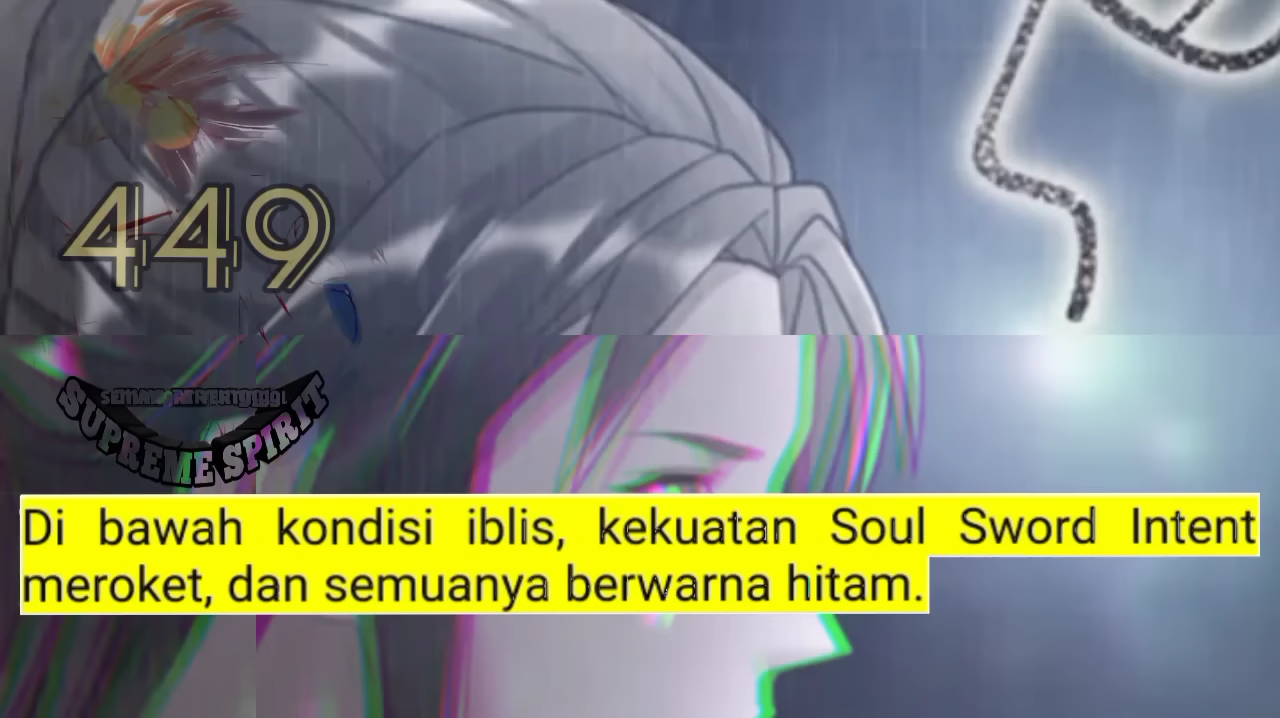 449
SUPREME SPIRIT
Di bawah kondisi iblis, kekuatan Soul Sword Intent
meroket, dan semuanya berwarna hitam.